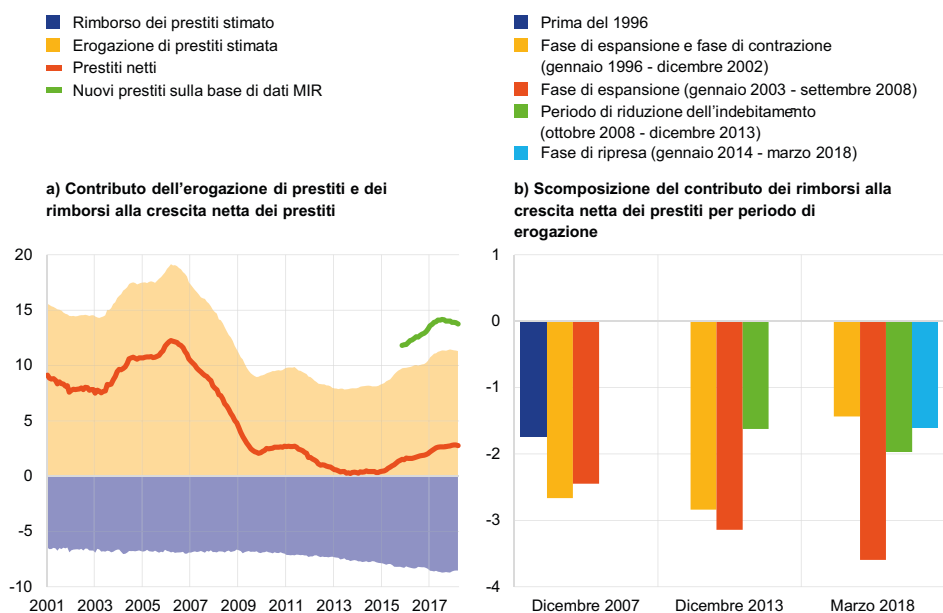 Rimborso dei prestiti stimato
Erogazione di prestiti stimata
Prestiti netti
Nuovi prestiti sulla base di dati MIR
a) Contributo dell'erogazione di prestiti e dei
rimborsi alla crescita netta dei prestiti
20
15
10
5
0
-5
-10
2001 2003 2005 2007 2009 2011 2013 2015 2017
Prima del 1996
Fase di espansione e fase di contrazione
(gennaio 1996 - dicembre 2002)
Fase di espansione (gennaio 2003 - settembre 2008)
Periodo di riduzione dell'indebitamento
(ottobre 2008 - dicembre 2013)
Fase di ripresa (gennaio 2014 - marzo 2018)
b) Scomposizione del contributo dei rimborsi alla
crescita netta dei prestiti per periodo di
erogazione
1
0
-1
-2
-3
-4
Dicembre 2007 Dicembre 2013 Marzo 2018